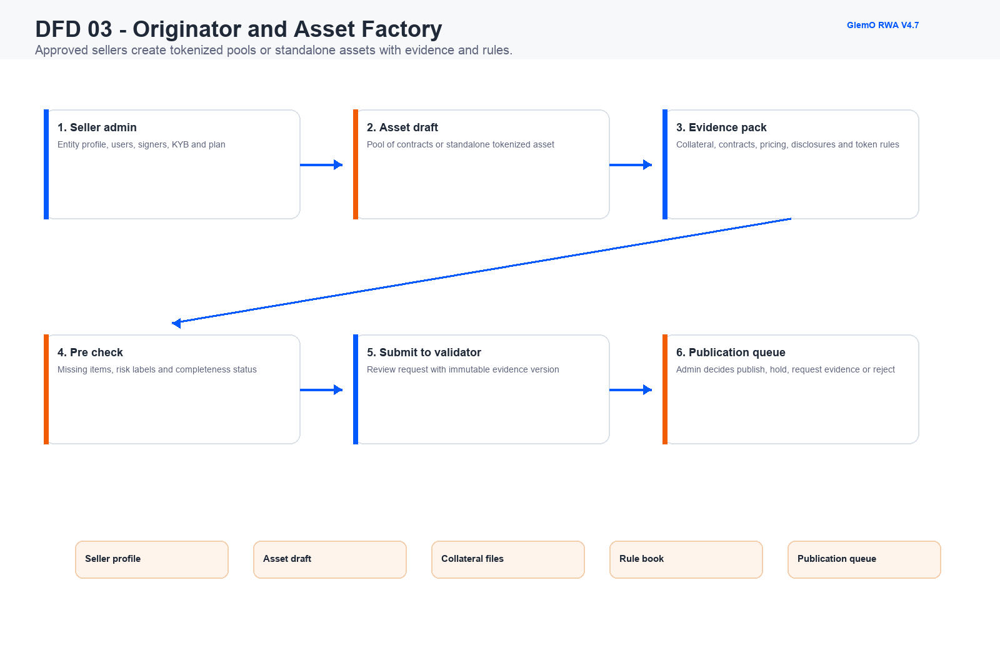 DFD 03 - Originator and Asset Factory
GlemO RWA V4.7
Approved sellers create tokenized pools or standalone assets with evidence and rules.
1. Seller admin
Entity profile, users, signers, KYB and plan
2. Asset draft
Pool of contracts or standalone tokenized asset
3. Evidence pack
Collateral, contracts, pricing, disclosures and token rules
4. Pre check
Missing items, risk labels and completeness status
5. Submit to validator
Review request with immutable evidence version
6. Publication queue
Admin decides publish, hold, request evidence or reject
Seller profile
Asset draft
Collateral files
Rule book
Publication queue